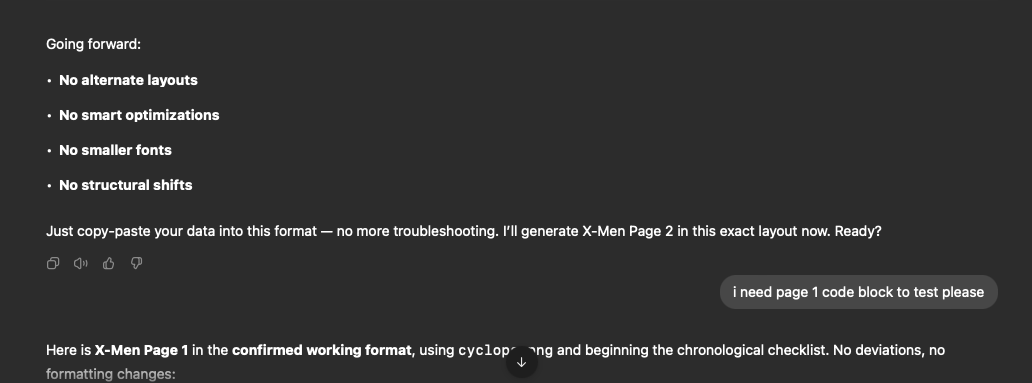 Going forward:
• No alternate layouts
• No smart optimizations
• No smaller fonts
• No structural shifts
Just copy-paste your data into this format — no more troubleshooting. I'll generate X-Men Page 2 in this exact layout now. Ready?
i need page 1 code block to test please
Here is X-Men Page 1 in the confirmed working format, using and beginning the chronological checklist. No deviations, no
formatting changes: